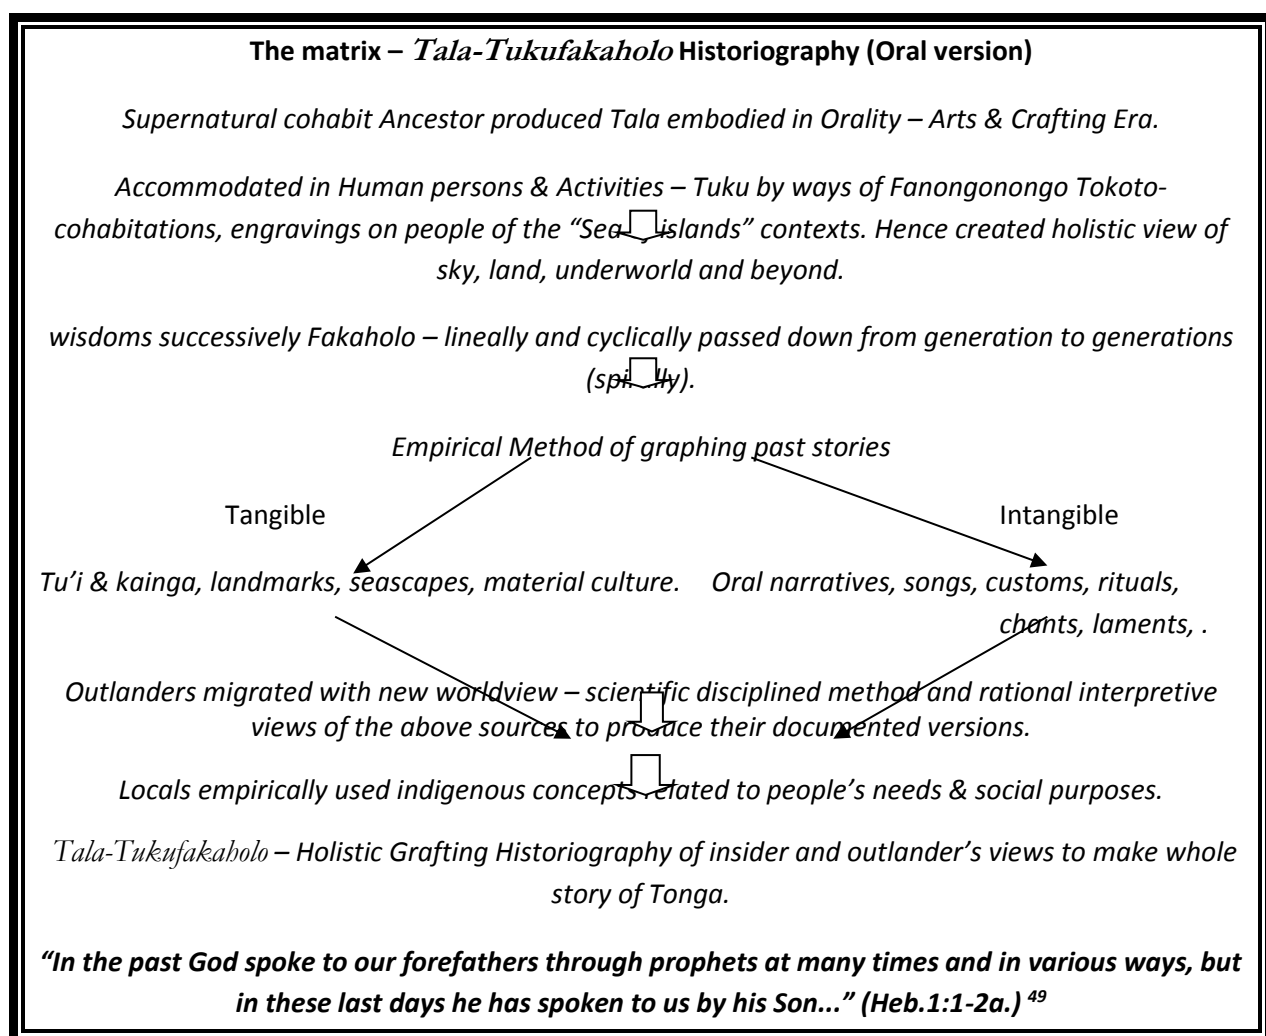 The matrix – Tala-Tukufakaholo Historiography (Oral version)
Supernatural cohabit Ancestor produced Tala embodied in Orality – Arts & Crafting Era.
Accommodated in Human persons & Activities – Tuku by ways of Fanongonongo Tokoto-
cohabitations, engravings on people of the “Sea islands” contexts. Hence created holistic view of
sky, land, underworld and beyond.
wisdoms successively Fakaholo – lineally and cyclically passed down from generation to generations
(spirally).
Empirical Method of graphing past stories
Tangible
Intangible
Tu’i & kainga, landmarks, seascapes, material culture. Oral narratives, songs, customs, rituals,
chants, laments, .
Outlanders migrated with new worldview – scientific disciplined method and rational interpretive
views of the above sources to produce their documented versions.
Locals empirically used indigenous concepts related to people’s needs & social purposes.
Tala-Tukufakaholo – Holistic Grafting Historiography of insider and outlander’s views to make whole
story of Tonga.
“In the past God spoke to our forefathers through prophets at many times and in various ways, but
in these last days he has spoken to us by his Son...” (Heb.1:1-2a.) 49